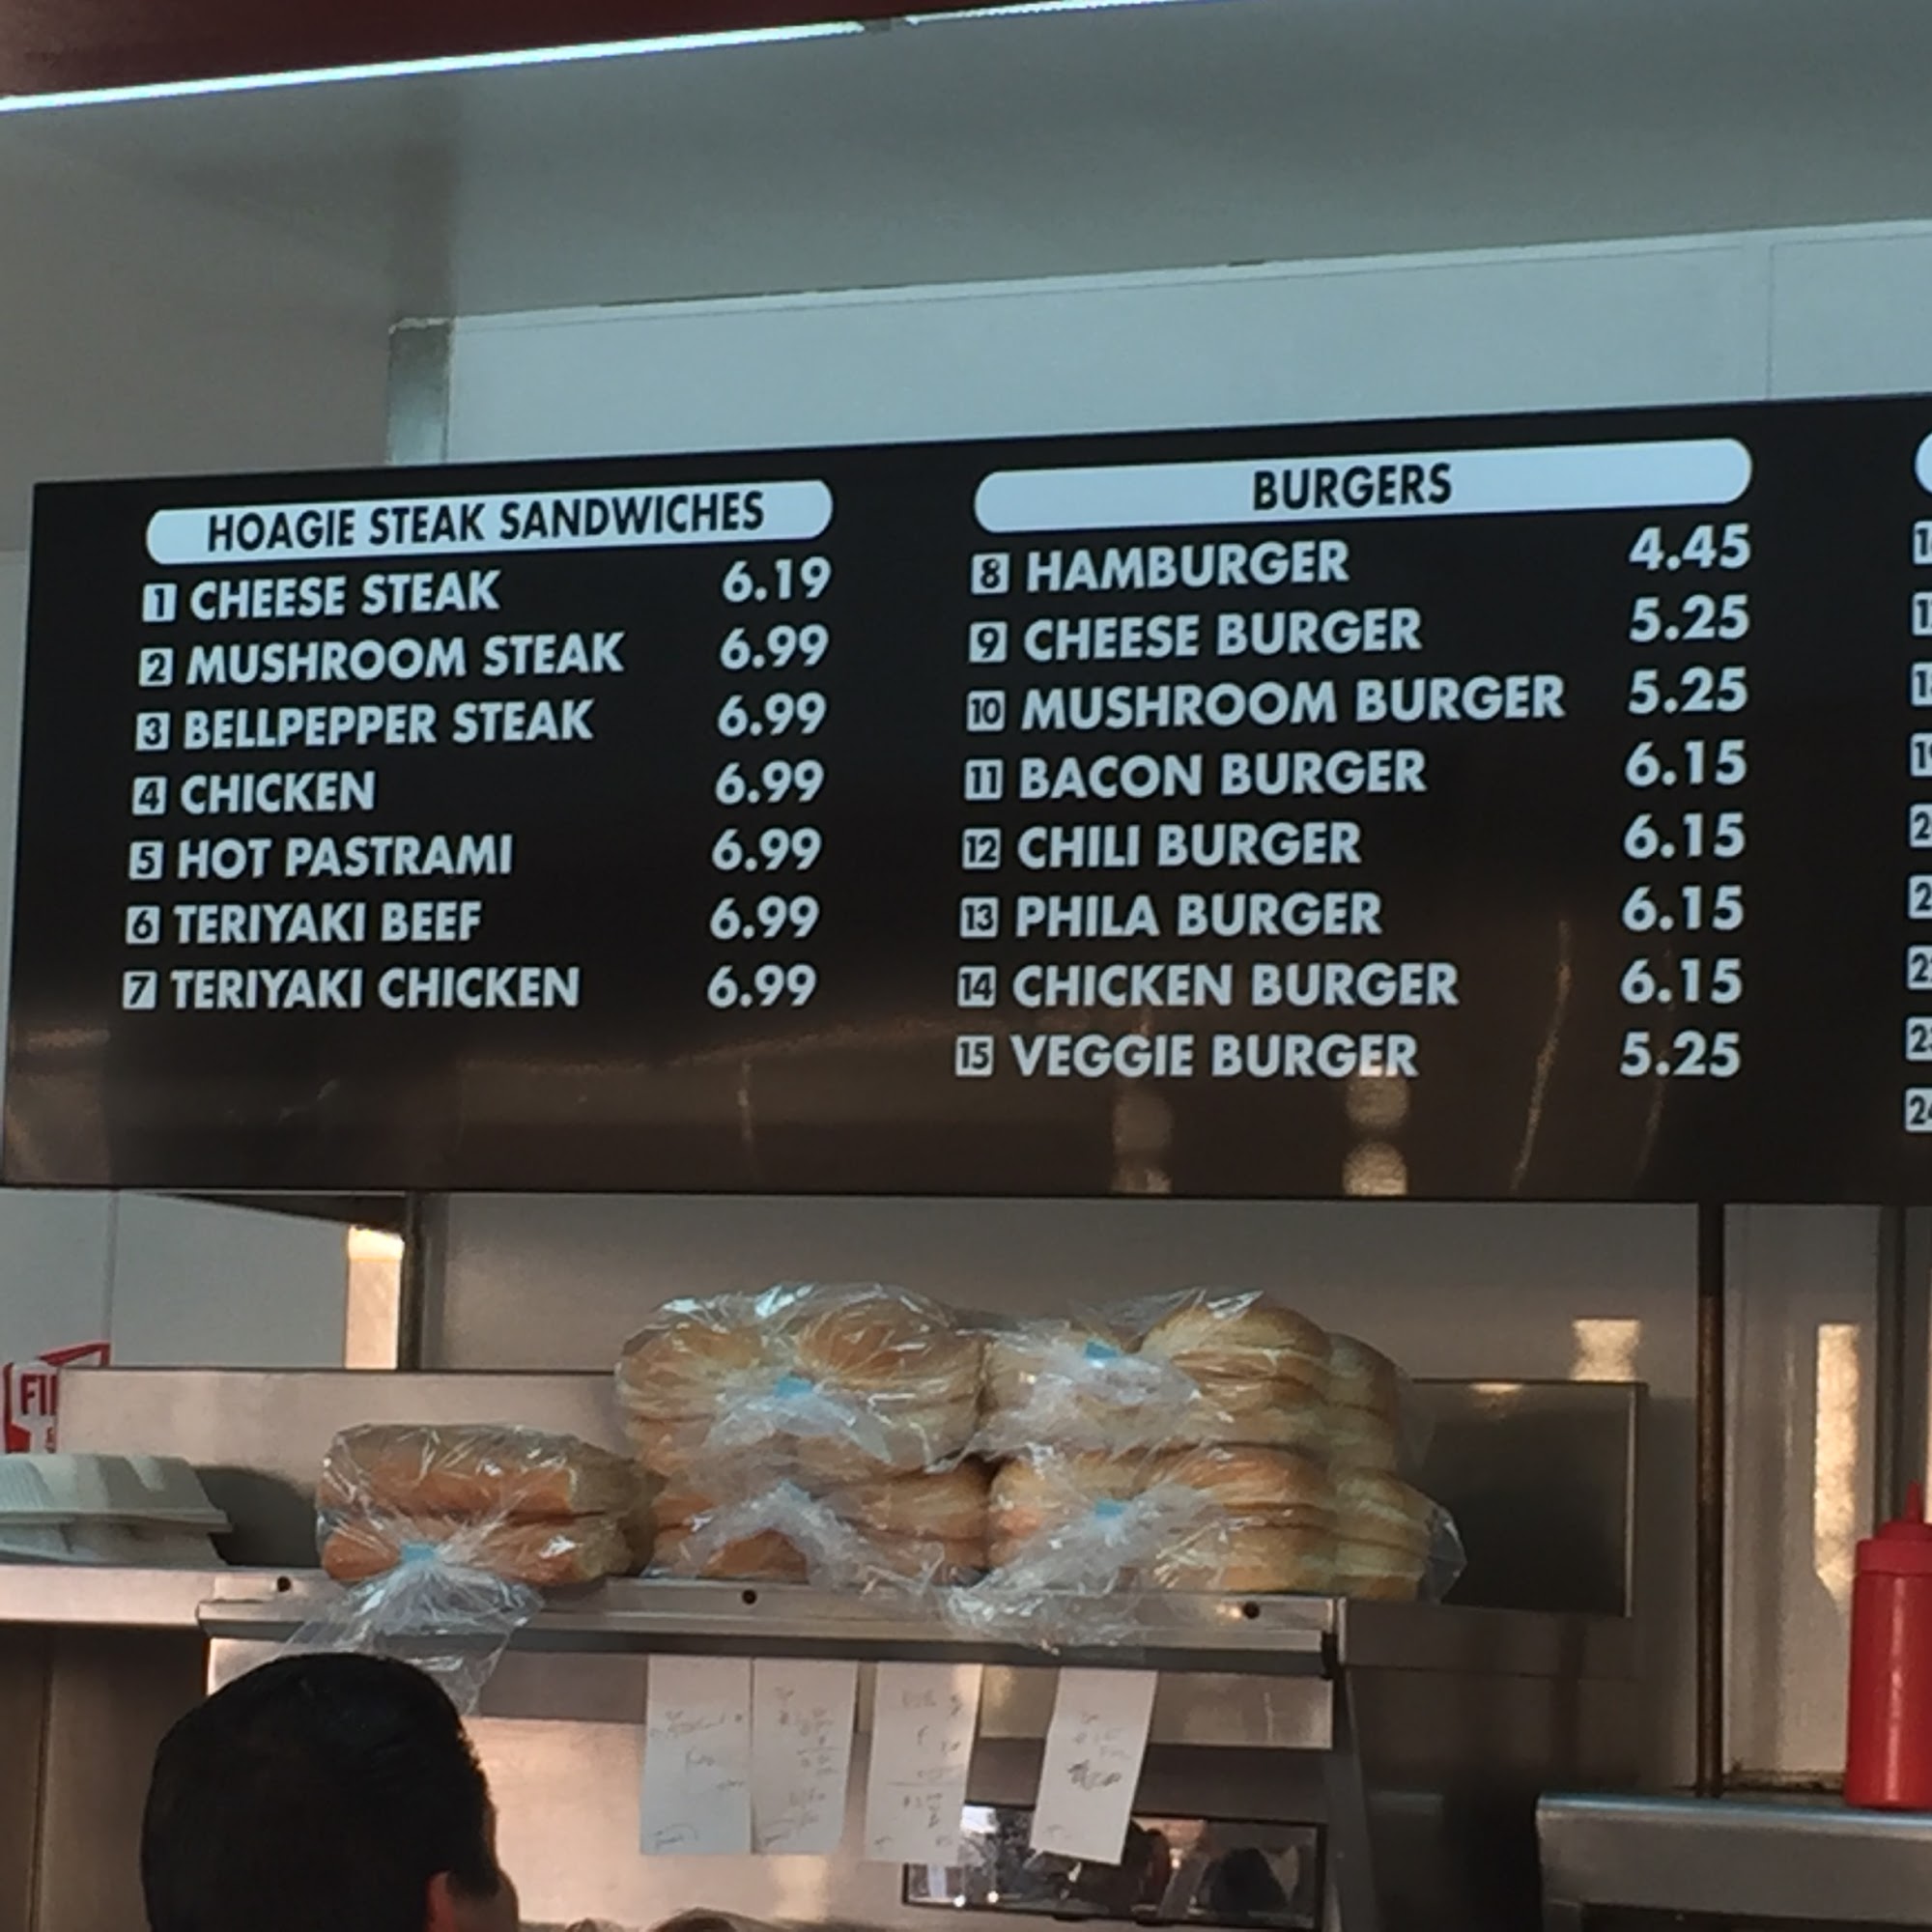 HOAGIE STEAK SANDWICHES
1 CHEESE STEAK 6.19
2 MUSHROOM STEAK 6.99
3 BELLPEPPER STEAK 6.99
4 CHICKEN 6.99
5 HOT PASTRAMI 6.99
6 TERIYAKI BEEF 6.99
7 TERIYAKI CHICKEN 6.99
BURGERS
8 HAMBURGER 4.45
9 CHEESE BURGER 5.25
10 MUSHROOM BURGER 5.25
11 BACON BURGER 6.15
12 CHILI BURGER 6.15
13 PHILA BURGER 6.15
14 CHICKEN BURGER 6.15
15 VEGGIE BURGER 5.25